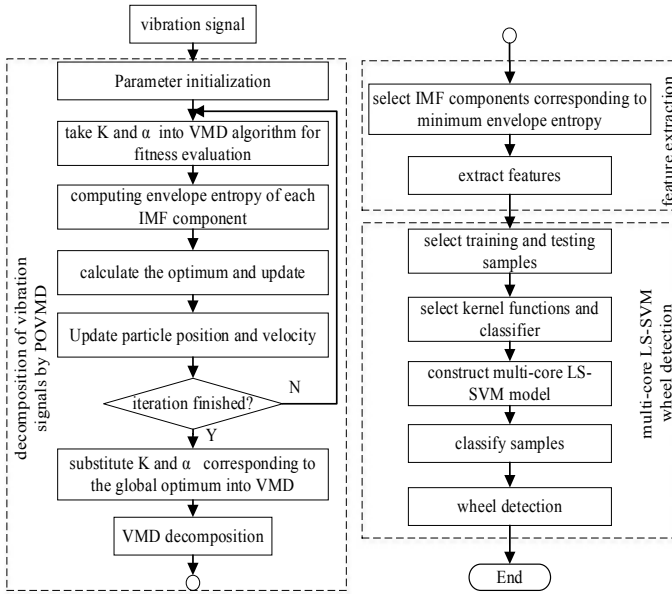 vibration signal
Parameter initialization
take K and α into VMD algorithm for
fitness evaluation
computing envelope entropy of each
IMF component
calculate the optimum and update
Update particle position and velocity
iteration finished?
N
Y
substitute K and α corresponding to
the global optimum into VMD
VMD decomposition
decomposition of vibration
signals by POVMD
select IMF components corresponding to
minimum envelope entropy
extract features
feature extraction
select training and testing
samples
select kernel functions and
classifier
construct multi-core LS-
SVM model
classify samples
wheel detection
multi-core LS-SVM
wheel detection
End